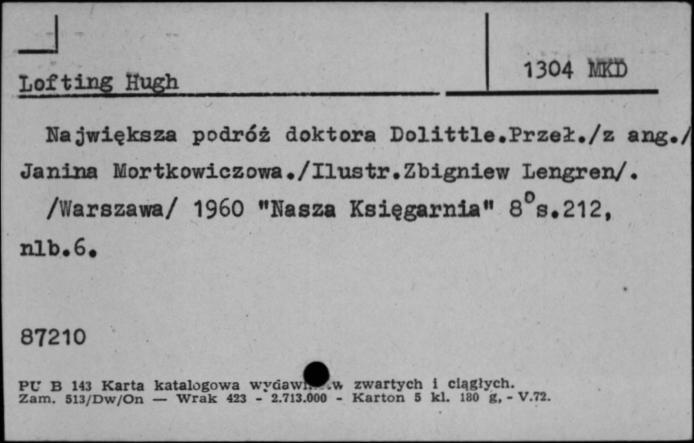 Lofting Hugh
1304 MKD
Największa podróż doktora Dolittle.Przeł./z ang./
Janina Mortkowiczowa./Ilustr.Zbigniew Lengren/.
/Warszawa/ 1960 "Nasza Księgarnia" 8°s.212,
nlb.6.
87210
PU B 143 Karta katalogowa zwartych i ciągłych.
Zam. 513/Dw/On — Wrak 423 - 2.713.000 - Karton 5 kl. 180 g. - V.72.